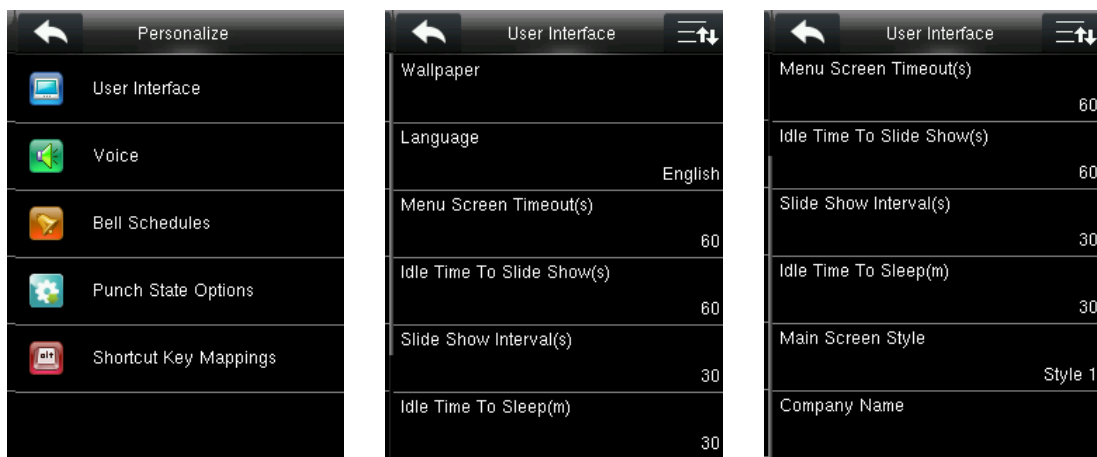 Personalize
User Interface
Voice
Bell Schedules
Punch State Options
alt
Shortcut Key Mappings
User Interface
Wallpaper
Language
English
Menu Screen Timeout(s)
60
Idle Time To Slide Show(s)
60
Slide Show Interval(s)
30
Idle Time To Sleep(m)
30
User Interface
Menu Screen Timeout(s)
60
Idle Time To Slide Show(s)
60
Slide Show Interval(s)
30
Idle Time To Sleep(m)
30
Main Screen Style
Style 1
Company Name